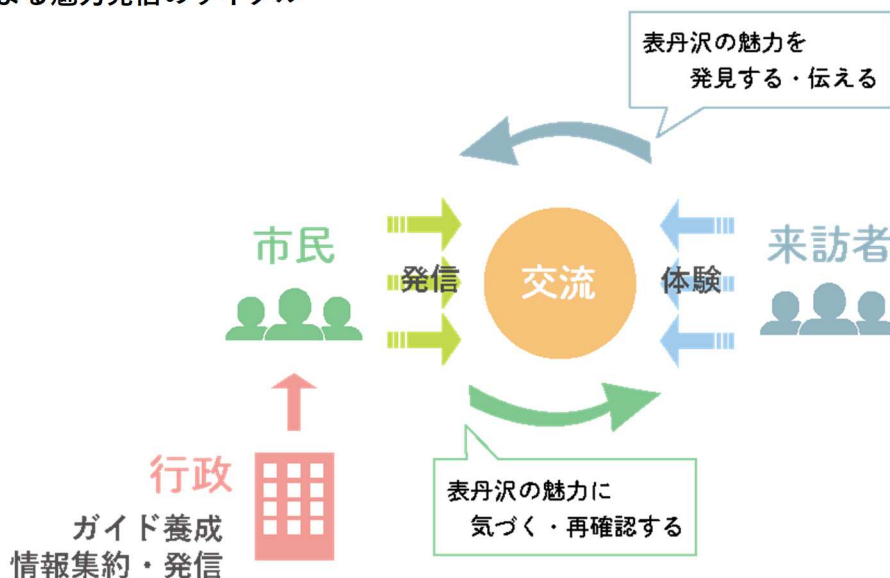 表丹沢の魅力を
発見する・伝える
市民
発信
交流
体験
来訪者
行政
ガイド養成
情報集約・発信
表丹沢の魅力に
気づく・再確認する